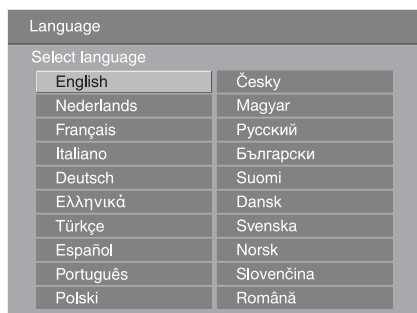 Language
Select language
English
Česky
Nederlands
Magyar
Français
Русский
Italiano
Български
Deutsch
Suomi
Ελληνικά
Dansk
Türkçe
Svenska
Español
Norsk
Português
Slovenčina
Polski
Română